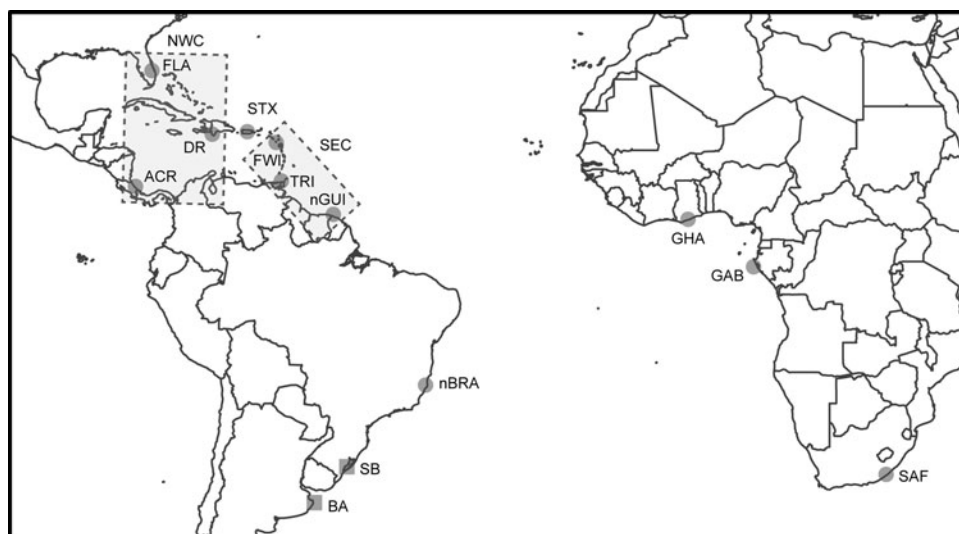 NWC
FLA
STX
DR
SEC
FWI
ACR
TRI
nGUI
GHA
GAB
nBRA
SB
SAF
BA